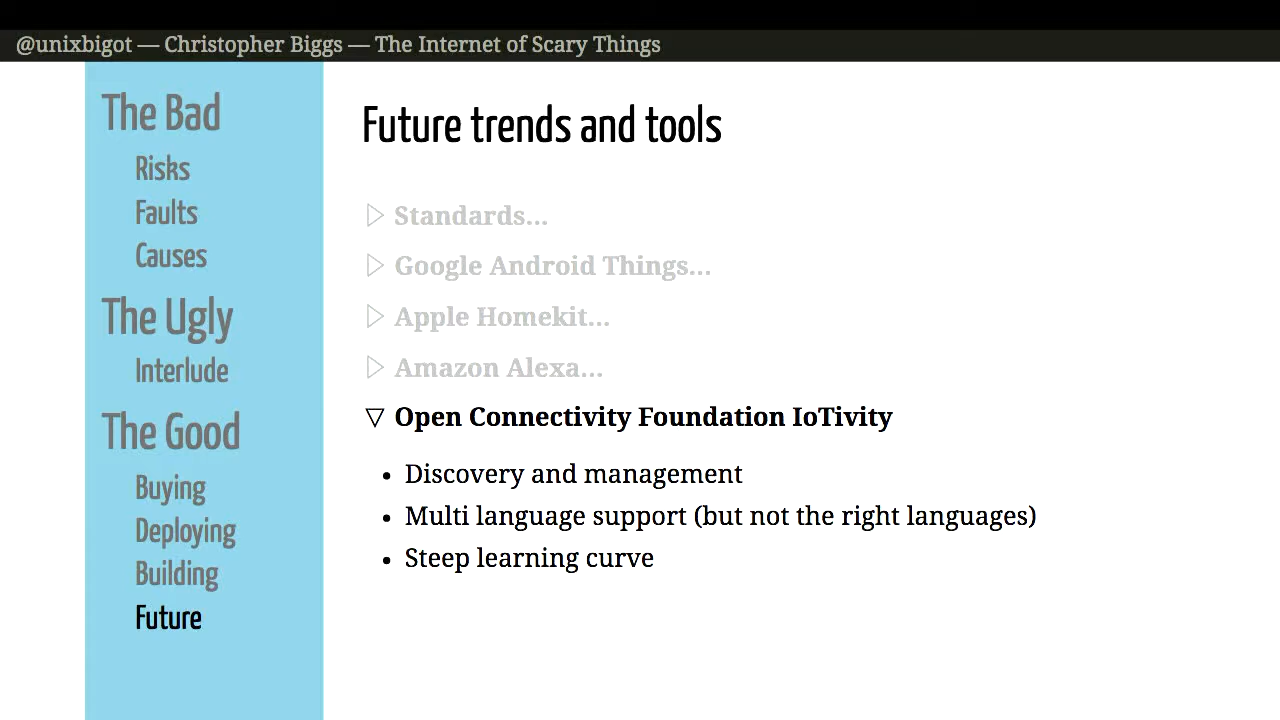 @unixbigot — Christopher Biggs — The Internet of Scary Things
The Bad
Risks
Faults
Causes
The Ugly
Interlude
The Good
Buying
Deploying
Building
Future
Future trends and tools
▷ Standards...
▷ Google Android Things...
▷ Apple Homekit...
▷ Amazon Alexa...
▽ Open Connectivity Foundation IoTivity
• Discovery and management
• Multi language support (but not the right languages)
• Steep learning curve